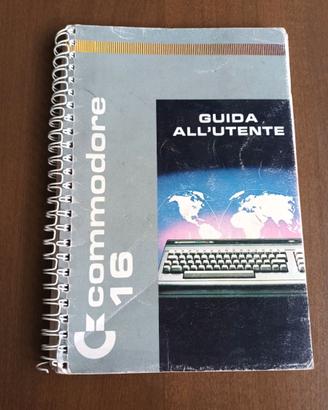 commodore
16
GUIDA
ALL'UTENTE